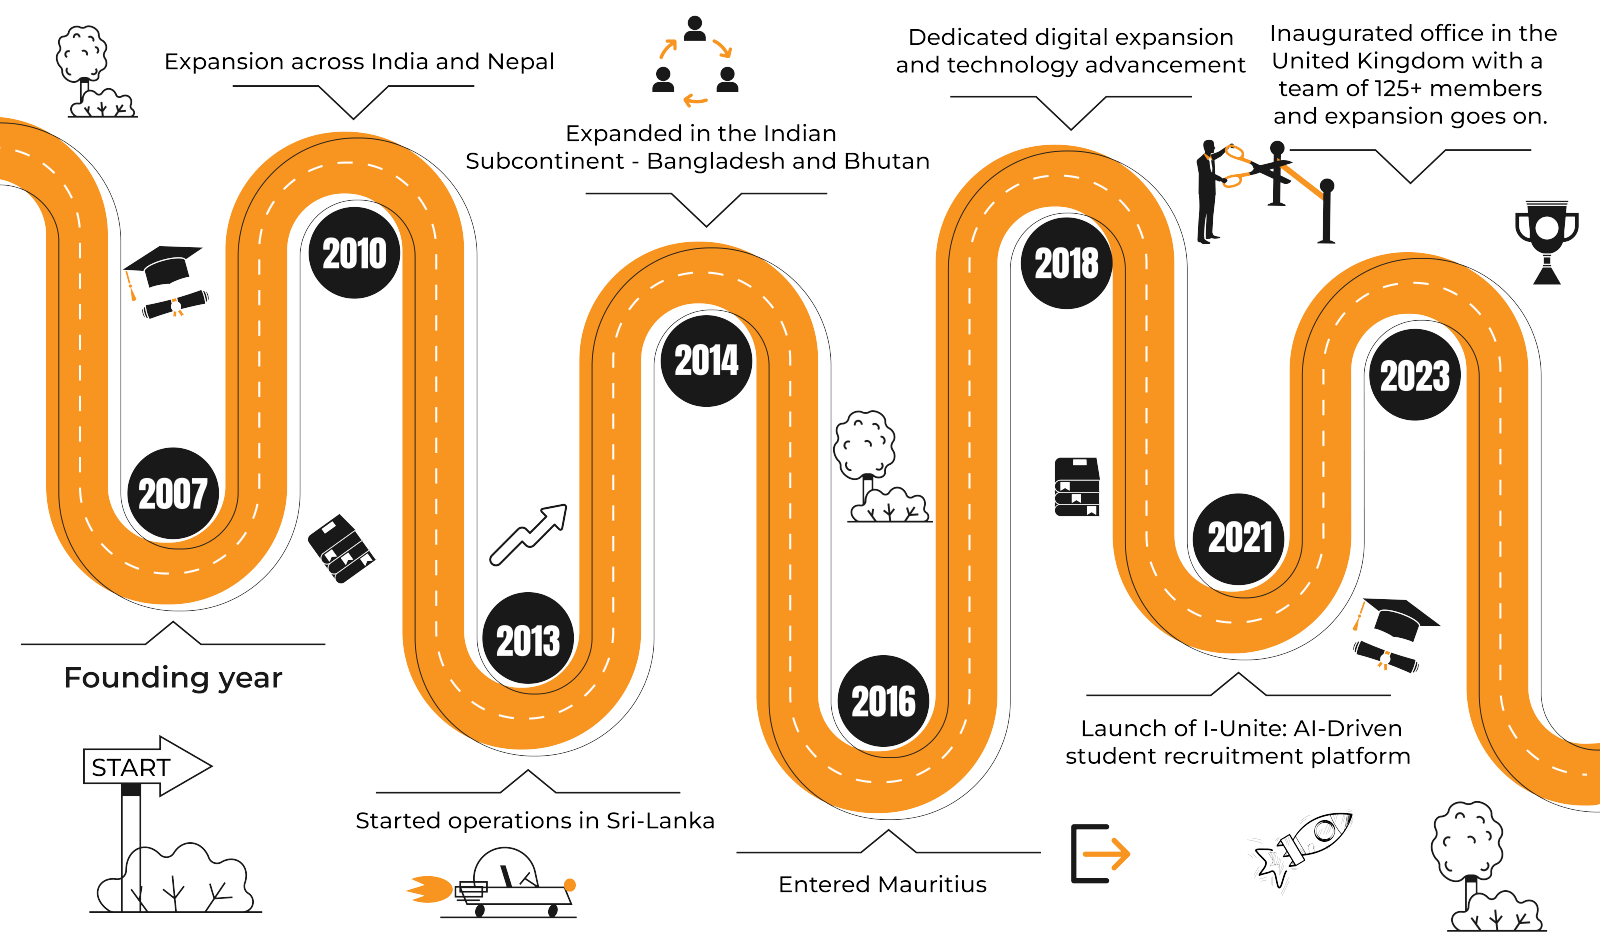 Expansion across India and Nepal
Expanded in the Indian
Subcontinent - Bangladesh and Bhutan
Dedicated digital expansion
and technology advancement
Inaugurated office in the
United Kingdom with a
team of 125+ members
and expansion goes on.
2010
2018
2014
2023
2007
2021
2013
2016
Founding year
START
Started operations in Sri-Lanka
Launch of I-Unite: AI-Driven
student recruitment platform
Entered Mauritius